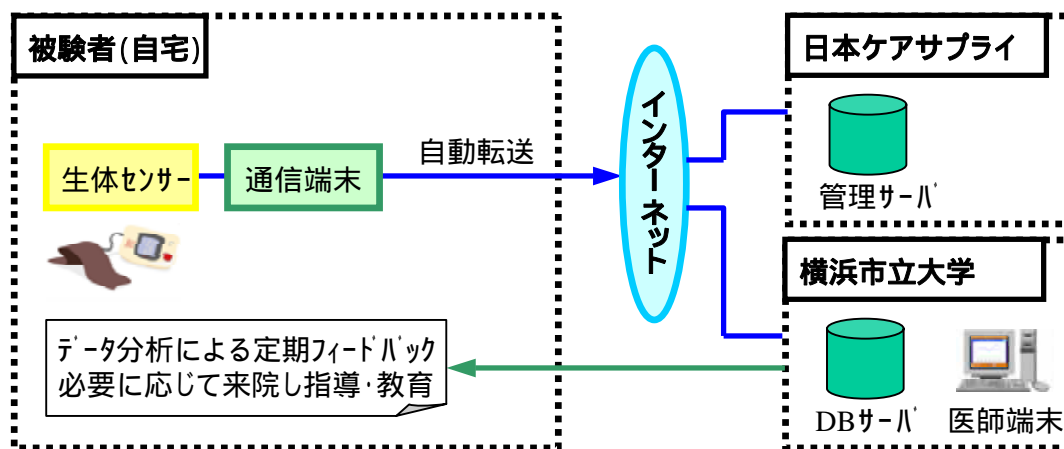 被験者(自宅)
生体ｾﾝｻｰ
通信端末
自動転送
ﾃﾞｰﾀ分析による定期ﾌｨｰﾄﾞﾊﾞｯｸ
必要に応じて来院し指導･教育
インターネット
日本ケアサプライ
管理ｻｰﾊﾞ
横浜市立大学
DBｻｰﾊﾞ
医師端末